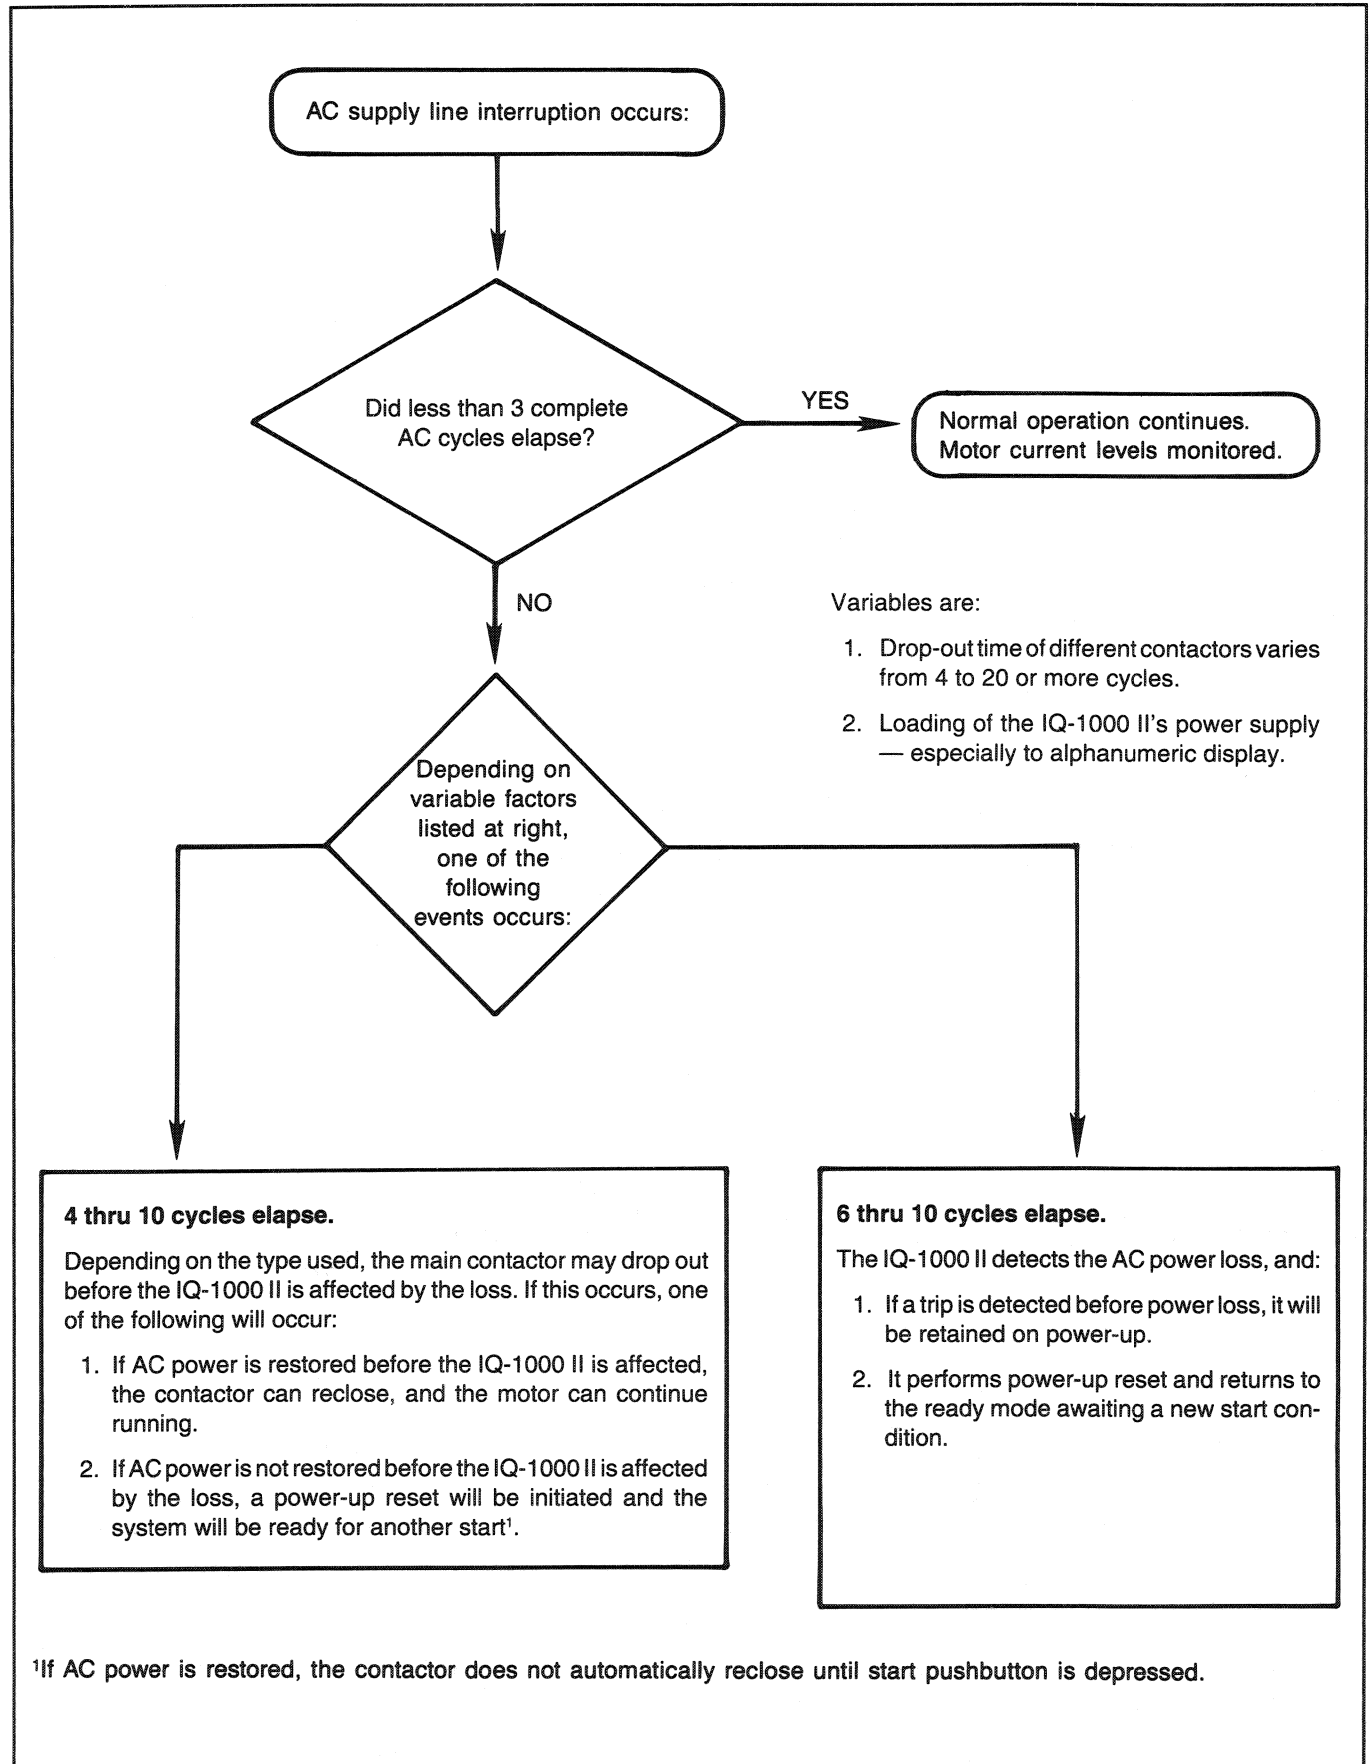 AC supply line interruption occurs:
Did less than 3 complete
AC cycles elapse?
YES
Normal operation continues.
Motor current levels monitored.
NO
Variables are:
1. Drop-out time of different contactors varies
from 4 to 20 or more cycles.
2. Loading of the IQ-1000 II's power supply
— especially to alphanumeric display.
Depending on
variable factors
listed at right,
one of the
following
events occurs:
4 thru 10 cycles elapse.
Depending on the type used, the main contactor may drop out
before the IQ-1000 II is affected by the loss. If this occurs, one
of the following will occur:
1. If AC power is restored before the IQ-1000 II is affected,
the contactor can reclose, and the motor can continue
running.
2. If AC power is not restored before the IQ-1000 II is affected
by the loss, a power-up reset will be initiated and the
system will be ready for another start¹.
6 thru 10 cycles elapse.
The IQ-1000 II detects the AC power loss, and:
1. If a trip is detected before power loss, it will
be retained on power-up.
2. It performs power-up reset and returns to
the ready mode awaiting a new start con-
dition.
¹If AC power is restored, the contactor does not automatically reclose until start pushbutton is depressed.